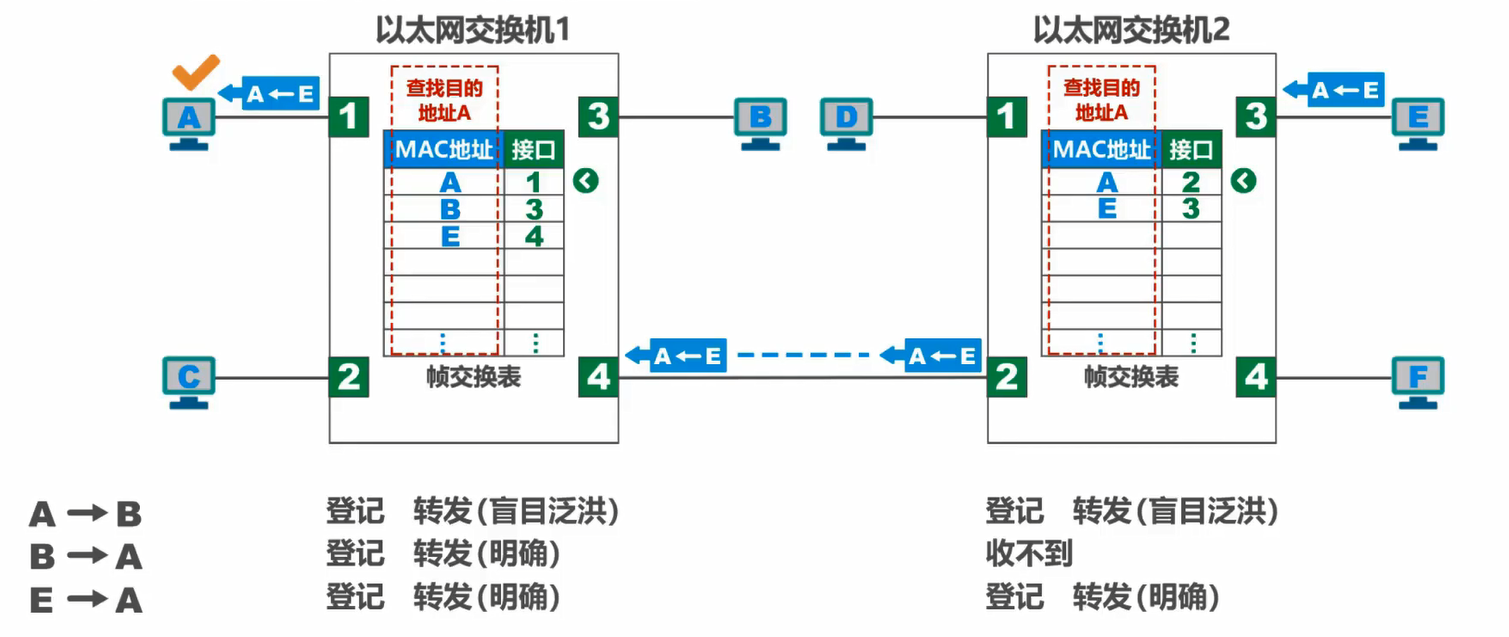 以太网交换机1 以太网交换机2
A←E A←E
查找目的 查找目的
地址A 地址A
A 1 3 B D 1 3 E
MAC地址 接口 MAC地址 接口
A 1 A 2
B 3 E 3
E 4
⋮ ⋮ ⋮ ⋮
A←E A←E
C 2 帧交换表 4 2 帧交换表 4 F
A→B 登记 转发(盲目泛洪) 登记 转发(盲目泛洪)
B→A 登记 转发(明确) 收不到
E→A 登记 转发(明确) 登记 转发(明确)